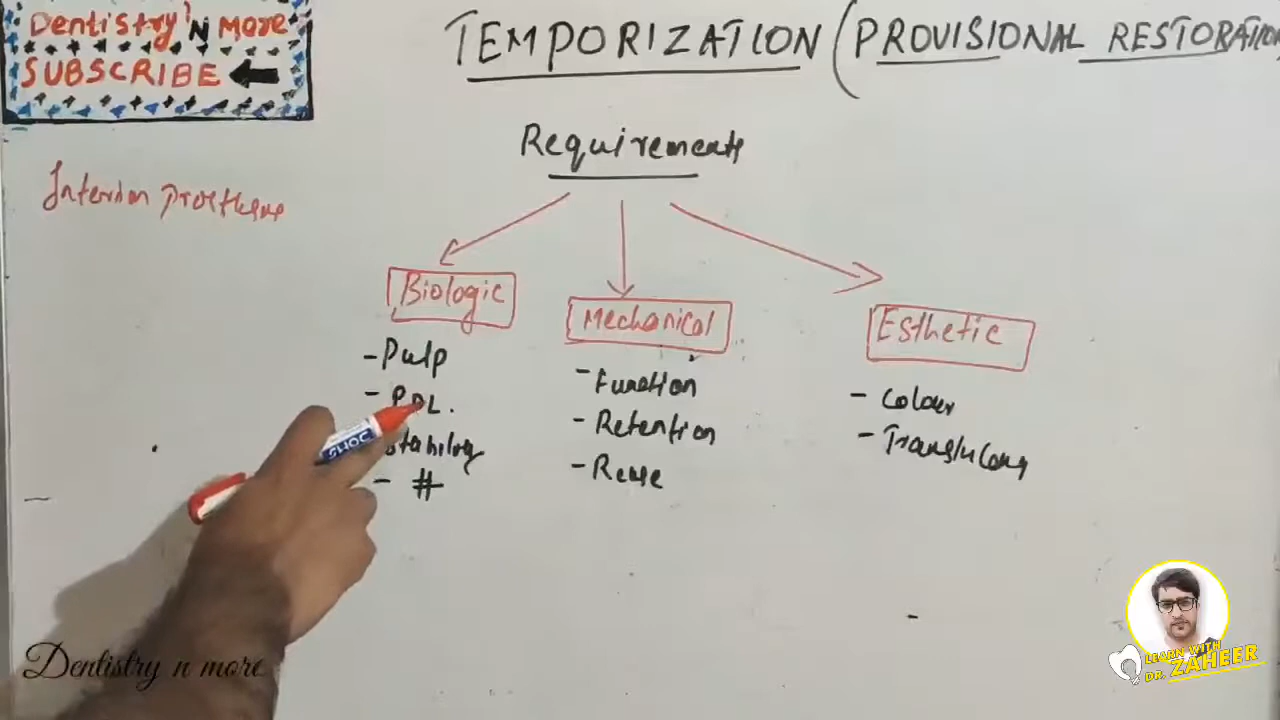 Dentistry 'N More
SUBSCRIBE
TEMPORIZATION (PROVISIONAL RESTORATION
Requirements
Interim Prosthesis
Biologic
- Pulp
- PDL.
Stability
- #
Mechanical
- Function
- Retention
- Reuse
Esthetic
- Colour
- Translucency
Dentistry n more
LEARN WITH
DR. ZAHEER